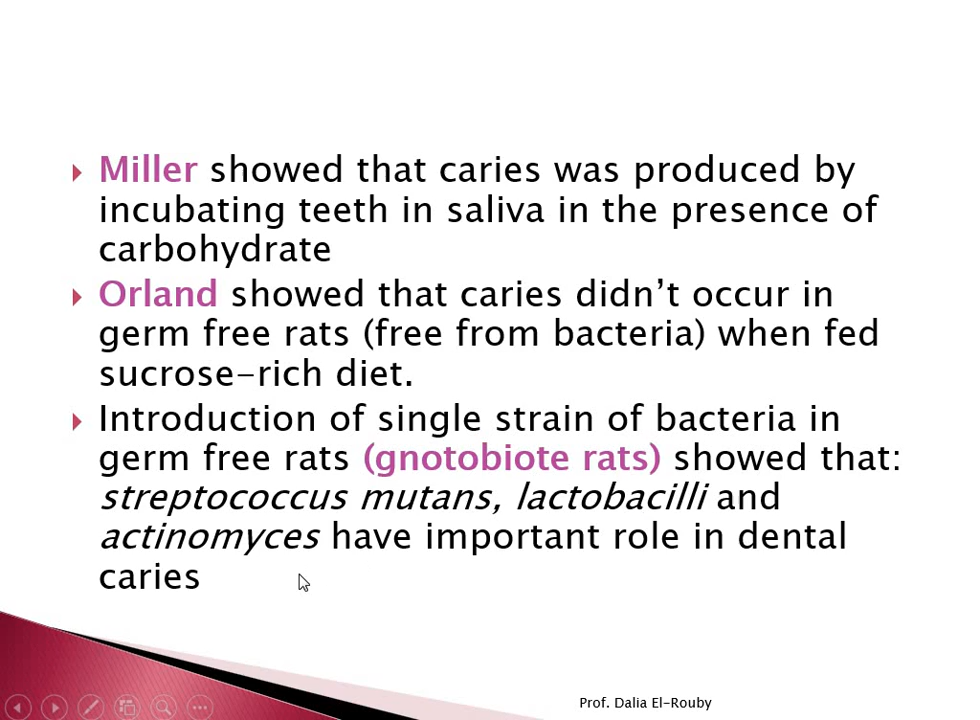 Miller showed that caries was produced by
incubating teeth in saliva in the presence of
carbohydrate
Orland showed that caries didn’t occur in
germ free rats (free from bacteria) when fed
sucrose-rich diet.
Introduction of single strain of bacteria in
germ free rats (gnotobiote rats) showed that:
streptococcus mutans, lactobacilli and
actinomyces have important role in dental
caries
Prof. Dalia El-Rouby